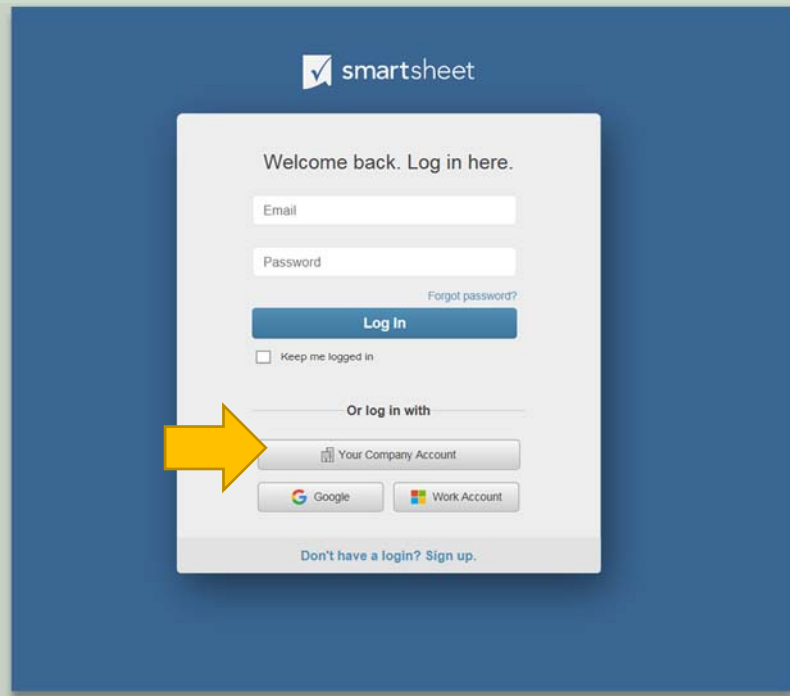 smartsheet
Welcome back. Log in here.
Email
Password
Forgot password?
Log In
Keep me logged in
Or log in with
Your Company Account
Google
Work Account
Don't have a login? Sign up.